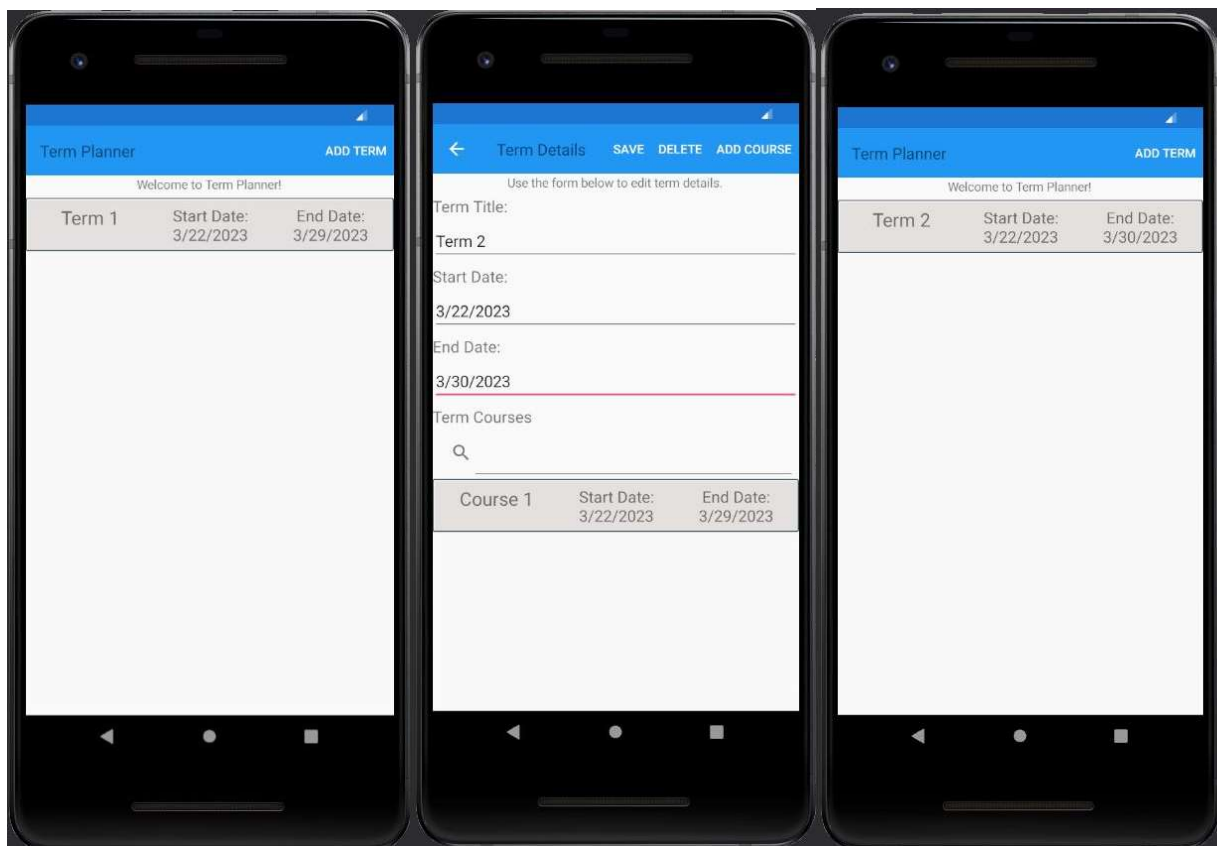 Term Planner
ADD TERM
Welcome to Term Planner!
Term 1
Start Date:
3/22/2023
End Date:
3/29/2023
Term Details
SAVE
DELETE
ADD COURSE
Use the form below to edit term details.
Term Title:
Term 2
Start Date:
3/22/2023
End Date:
3/30/2023
Term Courses
Course 1
Start Date:
3/22/2023
End Date:
3/29/2023
Term Planner
ADD TERM
Welcome to Term Planner!
Term 2
Start Date:
3/22/2023
End Date:
3/30/2023